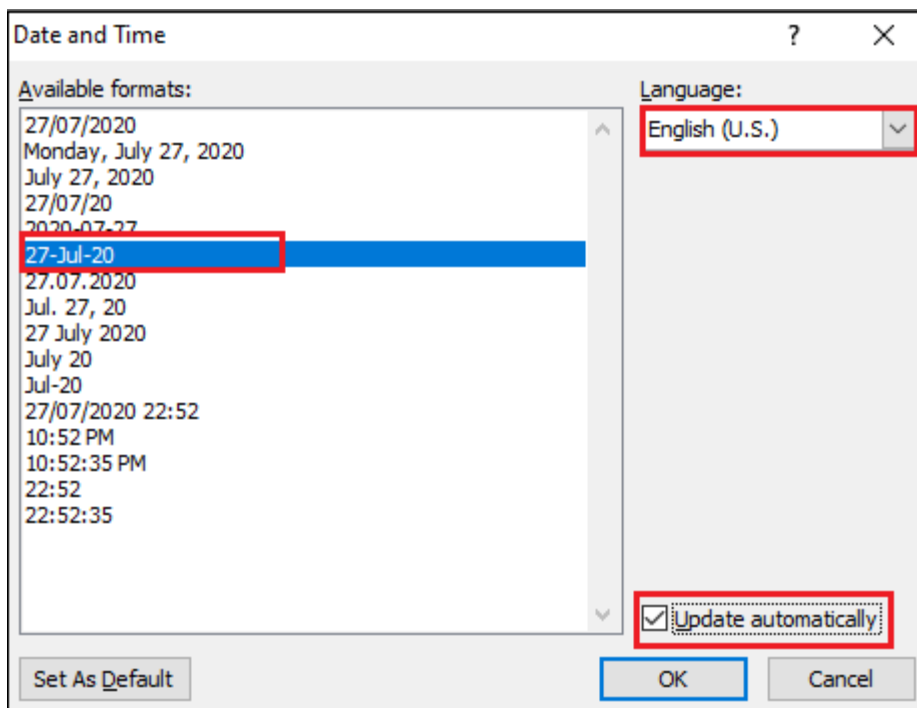 Date and Time
Available formats:
Language:
27/07/2020
Monday, July 27, 2020
July 27, 2020
27/07/20
2020-07-27
27-Jul-20
27.07.2020
Jul. 27, 20
27 July 2020
July 20
Jul-20
27/07/2020 22:52
10:52 PM
10:52:35 PM
22:52
22:52:35
English (U.S.)
Update automatically
Set As Default
OK
Cancel